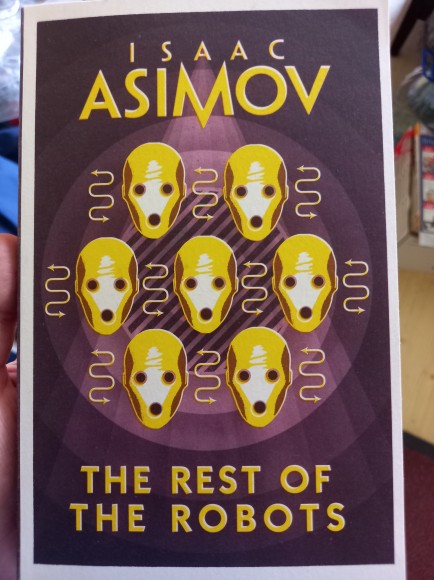 ISAAC
ASIMOV
THE REST OF
THE ROBOTS